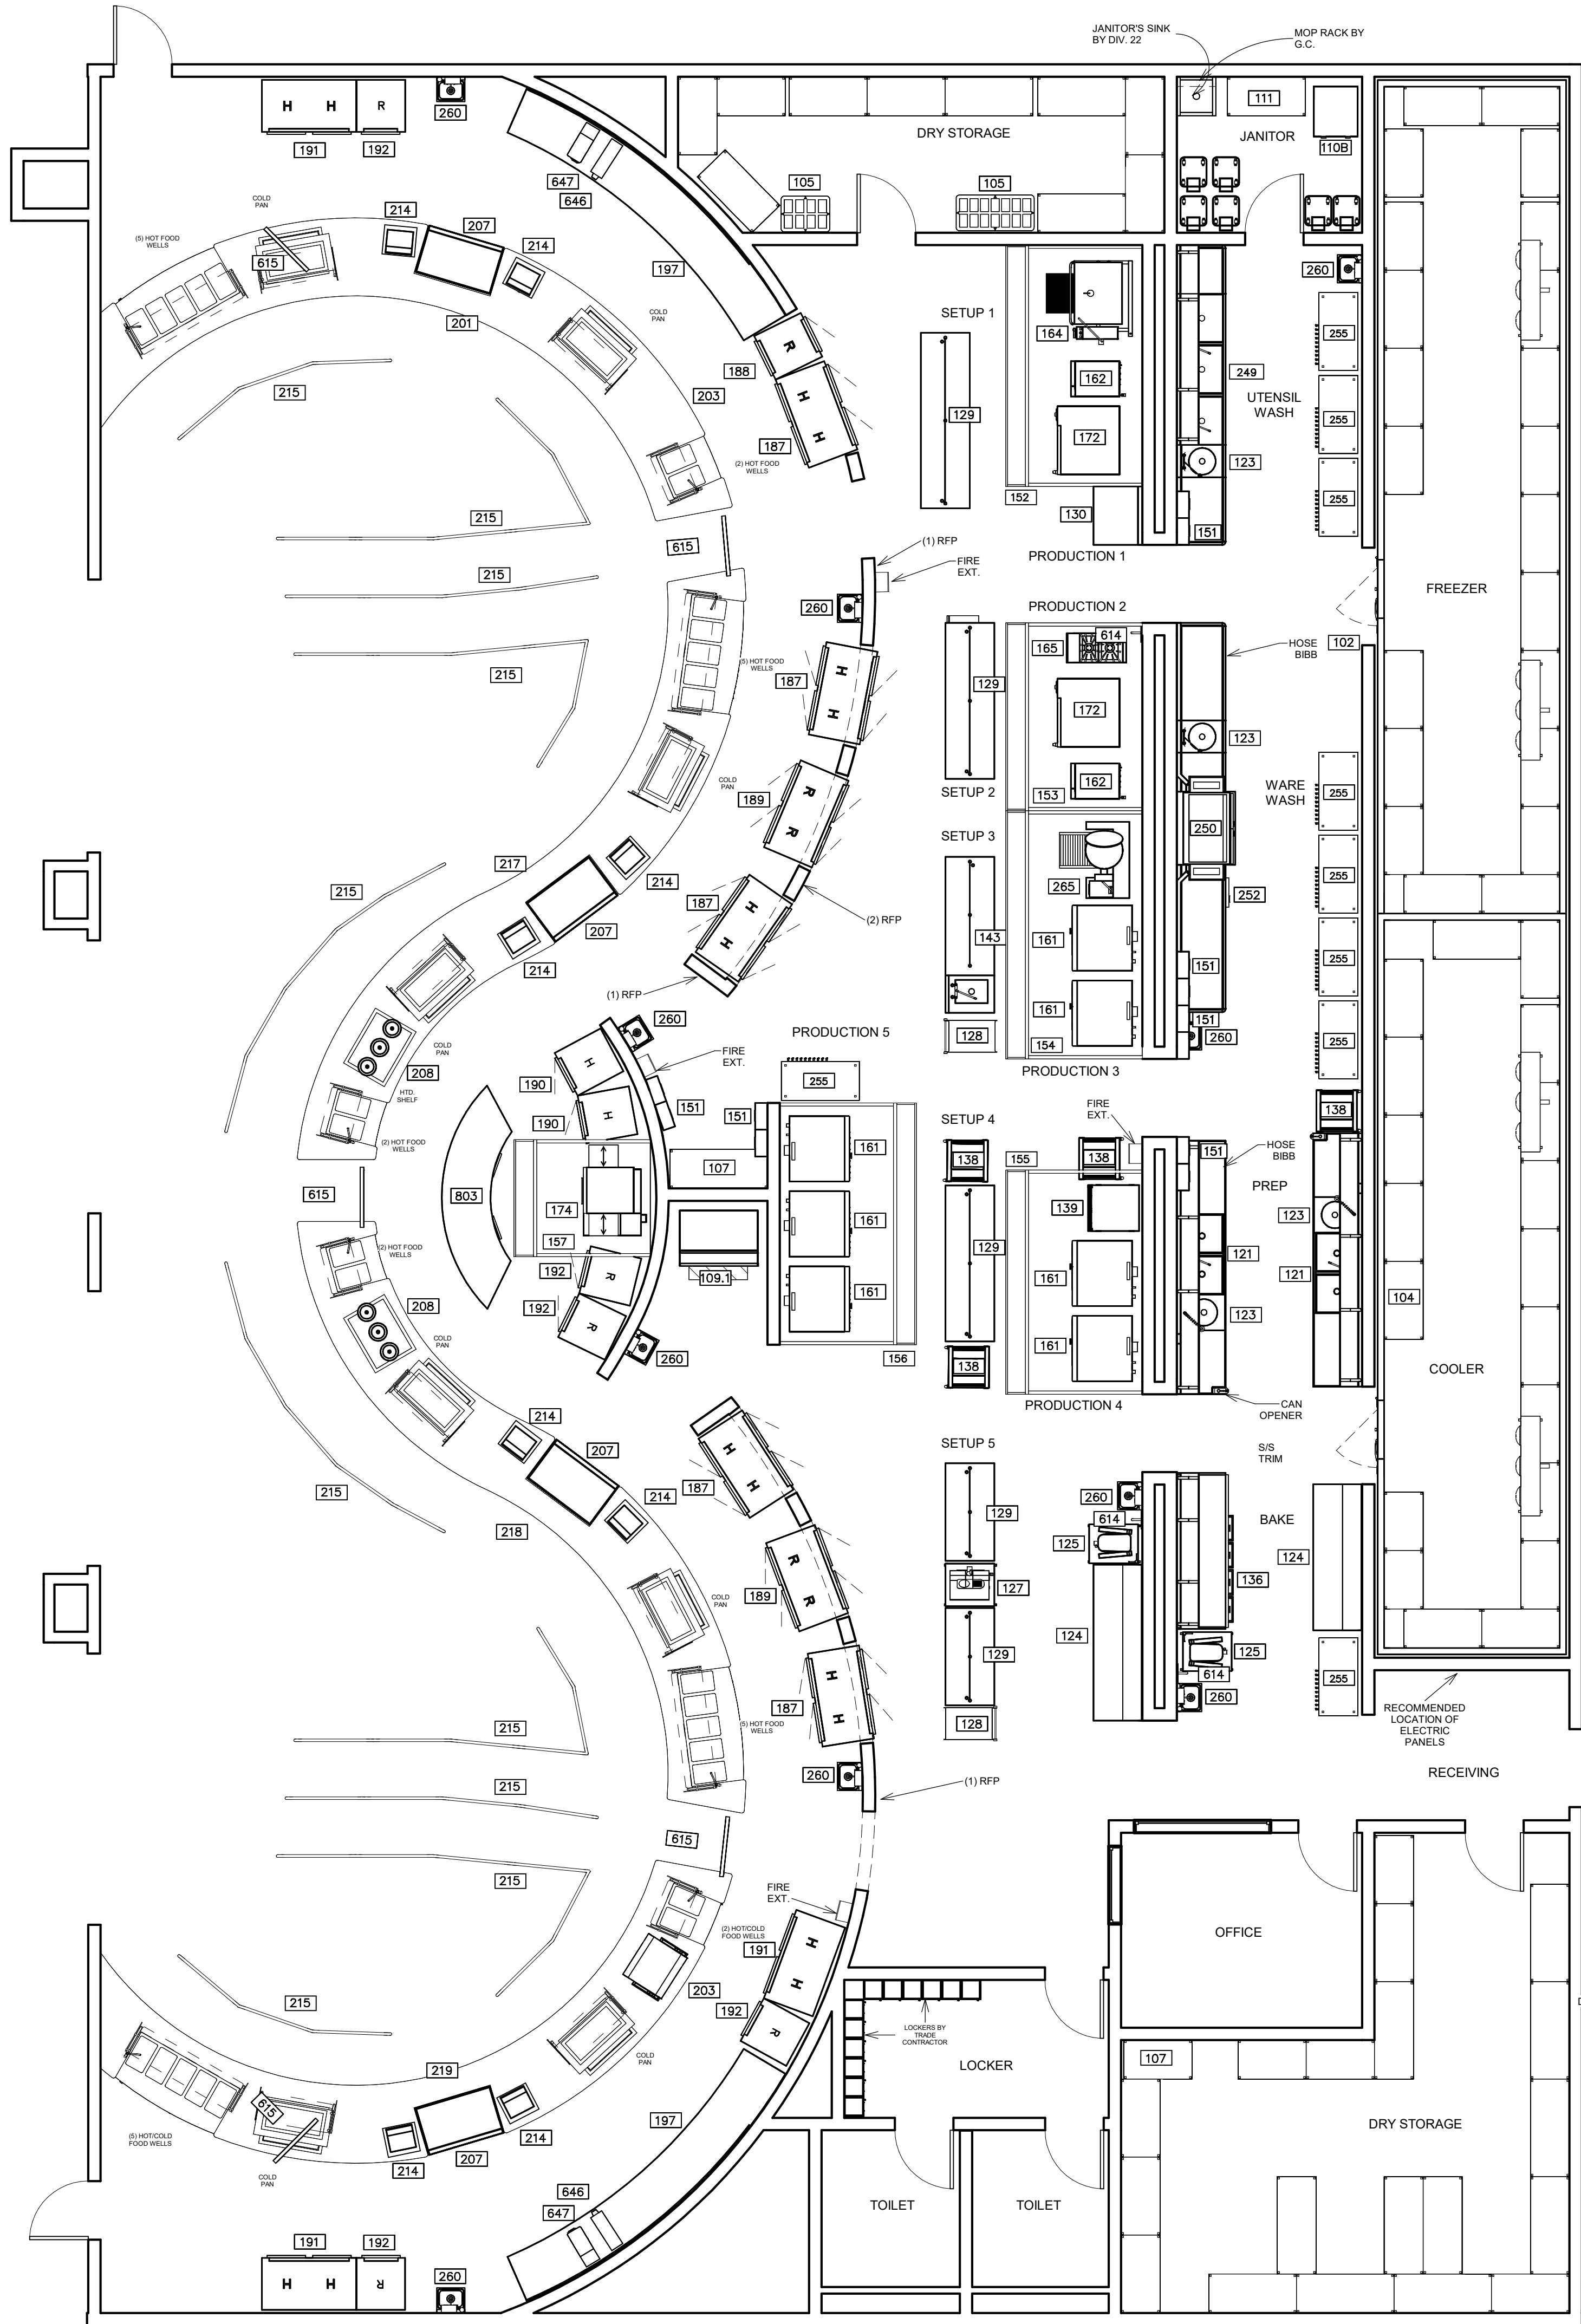 JANITOR'S SINK
BY DIV. 22
MOP RACK BY
G.C.
H H R
260
111
191
192
DRY STORAGE
JANITOR
110B
647
646
105
105
COLD
PAN
214
207
(5) HOT FOOD
WELLS
214
615
197
260
201
COLD
PAN
SETUP 1
164
255
188
R
162
249
215
203
UTENSIL
WASH
H
H
187
129
172
255
(2) HOT FOOD
WELLS
123
152
130
255
215
151
615
(1) RFP
PRODUCTION 1
FIRE
EXT.
215
FREEZER
260
PRODUCTION 2
165
614
HOSE
BIBB
102
215
(5) HOT FOOD
WELLS
187
H
H
129
172
123
COLD
PAN
189
R
R
SETUP 2
153
162
WARE
WASH
255
250
SETUP 3
217
215
214
187
H
H
265
255
252
207
(2) RFP
143
161
255
214
151
(1) RFP
161
255
260
PRODUCTION 5
128
151
260
154
COLD
PAN
208
FIRE
EXT.
PRODUCTION 3
190
H
255
HTD.
SHELF
151
151
FIRE
EXT.
138
190
H
SETUP 4
(2) HOT FOOD
WELLS
161
138
155
138
151
HOSE
BIBB
107
PREP
615
803
174
139
123
161
157
129
121
(2) HOT FOOD
WELLS
192
R
109.1
161
161
121
104
208
192
R
123
COLD
PAN
260
161
156
138
COOLER
PRODUCTION 4
CAN
OPENER
214
SETUP 5
207
H
H
S/S
TRIM
215
187
214
260
218
129
614
BAKE
125
124
189
R
R
127
136
COLD
PAN
124
129
125
614
255
187
H
H
260
215
(5) HOT FOOD
WELLS
128
RECOMMENDED
LOCATION OF
ELECTRIC
PANELS
260
(1) RFP
RECEIVING
215
615
215
FIRE
EXT.
(2) HOT/COLD
FOOD WELLS
191
H
H
OFFICE
203
215
192
R
LOCKERS BY
TRADE
CONTRACTOR
COLD
PAN
LOCKER
107
219
615
197
DRY STORAGE
(5) HOT/COLD
FOOD WELLS
214
207
214
COLD
PAN
646
647
TOILET
TOILET
191
192
260
H H R